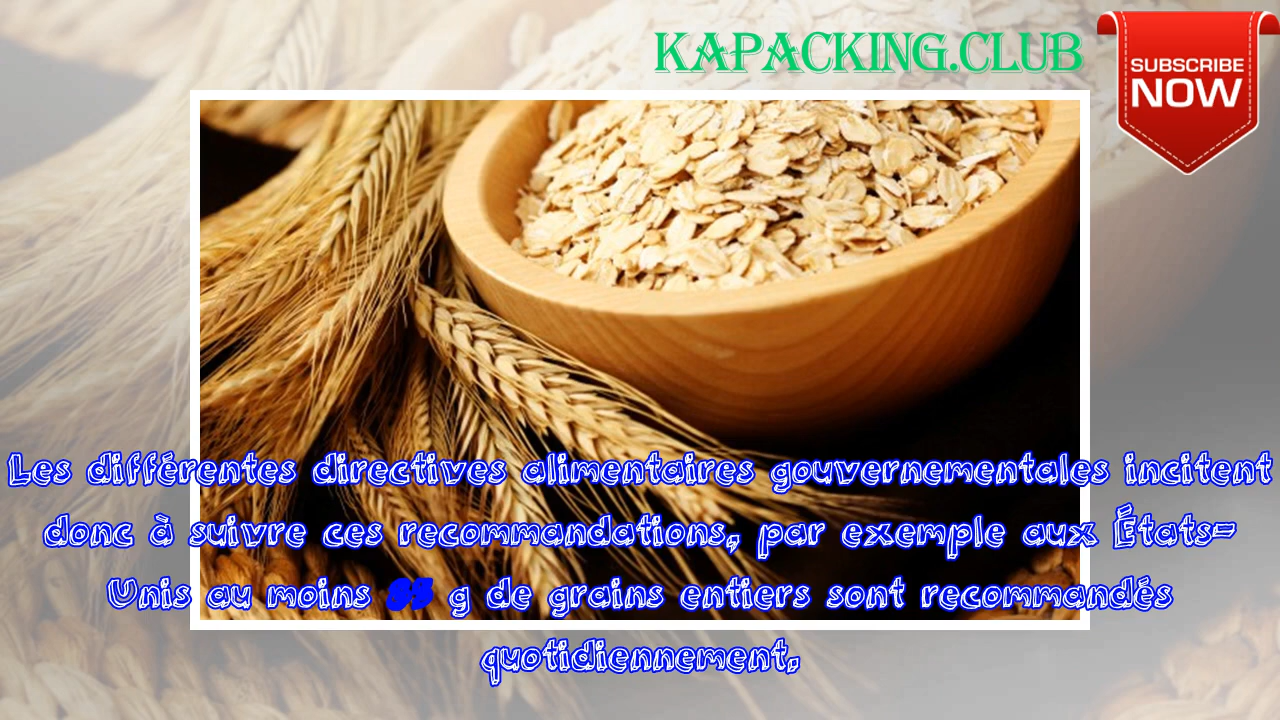 KAPACKING.CLUB
SUBSCRIBE
NOW
Les différentes directives alimentaires gouvernementales incitent
donc à suivre ces recommandations, par exemple aux États-
Unis au moins 85 g de grains entiers sont recommandés
quotidiennement,